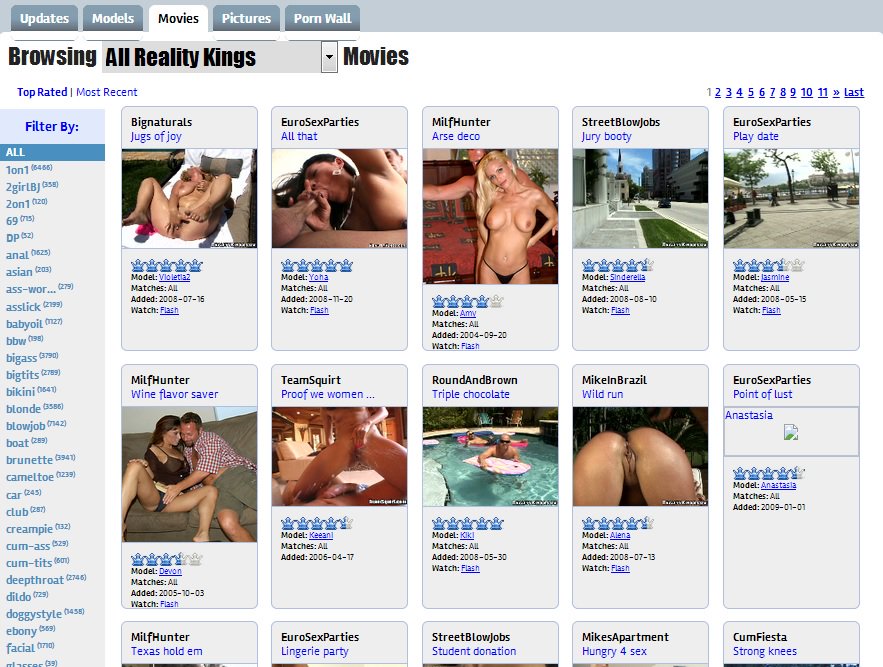 Updates Models Movies Pictures Porn Wall
Browsing All Reality Kings Movies
Top Rated | Most Recent
1 2 3 4 5 6 7 8 9 10 11 » Last
Filter By:
ALL
1on1 (6466)
2girlBJ (358)
2on1 (120)
69 (715)
DP (52)
anal (1625)
asian (203)
ass-wor... (279)
asslick (2199)
babyoil (1127)
bbw (198)
bigass (3790)
bigtits (2789)
bikini (1641)
blonde (3586)
blowjob (7142)
boat (289)
brunette (3941)
cameltoe (1239)
car (245)
club (287)
creampie (132)
cum-ass (529)
cum-tits (601)
deepthroat (2746)
dildo (729)
doggystyle (1458)
ebony (569)
facial (1710)
glasses (39)
Bignaturals
Jugs of joy
Model: Violetta2
Matches: All
Added: 2008-07-16
Watch: Flash
EuroSexParties
All that
Model: Yoha
Matches: All
Added: 2008-11-20
Watch: Flash
MilfHunter
Arse deco
Model: Amy
Matches: All
Added: 2004-09-20
Watch: Flash
StreetBlowJobs
Jury booty
Model: Sinderella
Matches: All
Added: 2008-08-10
Watch: Flash
EuroSexParties
Play date
Model: Jasmine
Matches: All
Added: 2008-05-15
Watch: Flash
MilfHunter
Wine flavor saver
Model: Devon
Matches: All
Added: 2005-10-03
Watch: Flash
TeamSquirt
Proof we women ...
Model: Keeani
Matches: All
Added: 2006-04-17
RoundAndBrown
Triple chocolate
Model: Kiki
Matches: All
Added: 2008-05-30
Watch: Flash
MikeInBrazil
Wild run
Model: Alena
Matches: All
Added: 2008-07-13
Watch: Flash
EuroSexParties
Point of lust
Anastasia
Model: Anastasia
Matches: All
Added: 2009-01-01
MilfHunter
Texas hold em
EuroSexParties
Lingerie party
StreetBlowJobs
Student donation
MikesApartment
Hungry 4 sex
CumFiesta
Strong knees